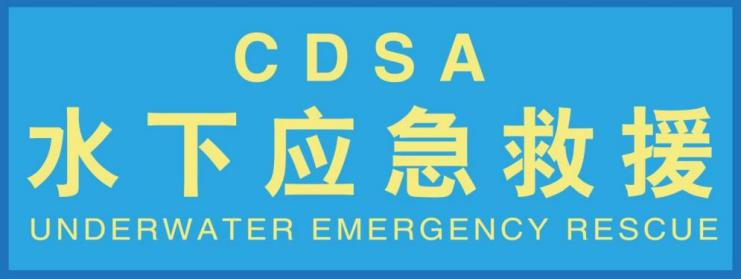 CDSA
水下应急救援
UNDERWATER EMERGENCY RESCUE